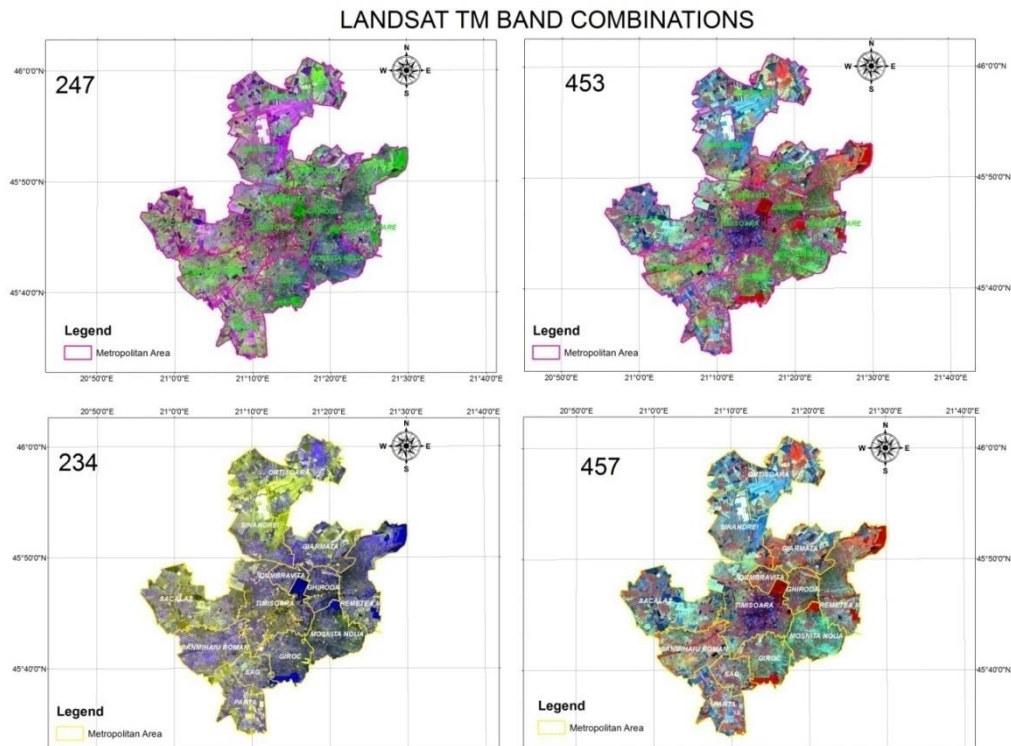 LANDSAT TM BAND COMBINATIONS
247
N
W E
S
46°0'0"N
45°50'0"N
45°40'0"N
GHIRODA
MOSNITA NOUA
Legend
Metropolitan Area
20°50'0"E 21°0'0"E 21°10'0"E 21°20'0"E 21°30'0"E 21°40'0"E
453
N
W E
S
46°0'0"N
45°50'0"N
45°40'0"N
GHIRODA
Legend
Metropolitan Area
20°50'0"E 21°0'0"E 21°10'0"E 21°20'0"E 21°30'0"E 21°40'0"E
20°50'0"E 21°0'0"E 21°10'0"E 21°20'0"E 21°30'0"E
234
N
W E
S
46°0'0"N
45°50'0"N
45°40'0"N
ORTISOARA
SINANDREI
GIARMATA
DUMBRAVITA
GHIRODA
SACALAZ
TIMISOARA
REMETEA M
MOSNITA NOUA
SANMIHAIU ROMAN
GIROC
SAG
PARTA
Legend
Metropolitan Area
20°50'0"E 21°0'0"E 21°10'0"E 21°20'0"E 21°30'0"E
457
N
W E
S
46°0'0"N
45°50'0"N
45°40'0"N
ORTISOARA
SINANDREI
GIARMATA
DUMBRAVITA
GHIRODA
SACALAZ
TIMISOARA
REMETEA M
MOSNITA NOUA
SANMIHAIU ROMAN
GIROC
SAG
PARTA
Legend
Metropolitan Area